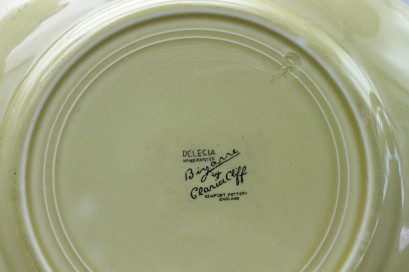 DELECIA
HANDPAINTED
Bizarre
by
Clarice Cliff
NEWPORT POTTERY
ENGLAND